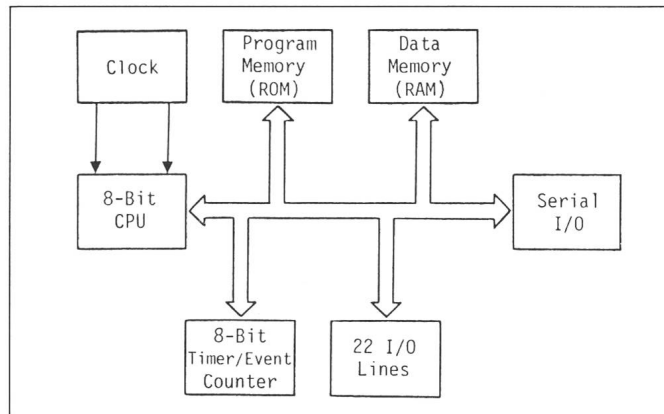 Clock
Program
Memory
(ROM)
Data
Memory
(RAM)
8-Bit
CPU
Serial
I/O
8-Bit
Timer/Event
Counter
22 I/O
Lines